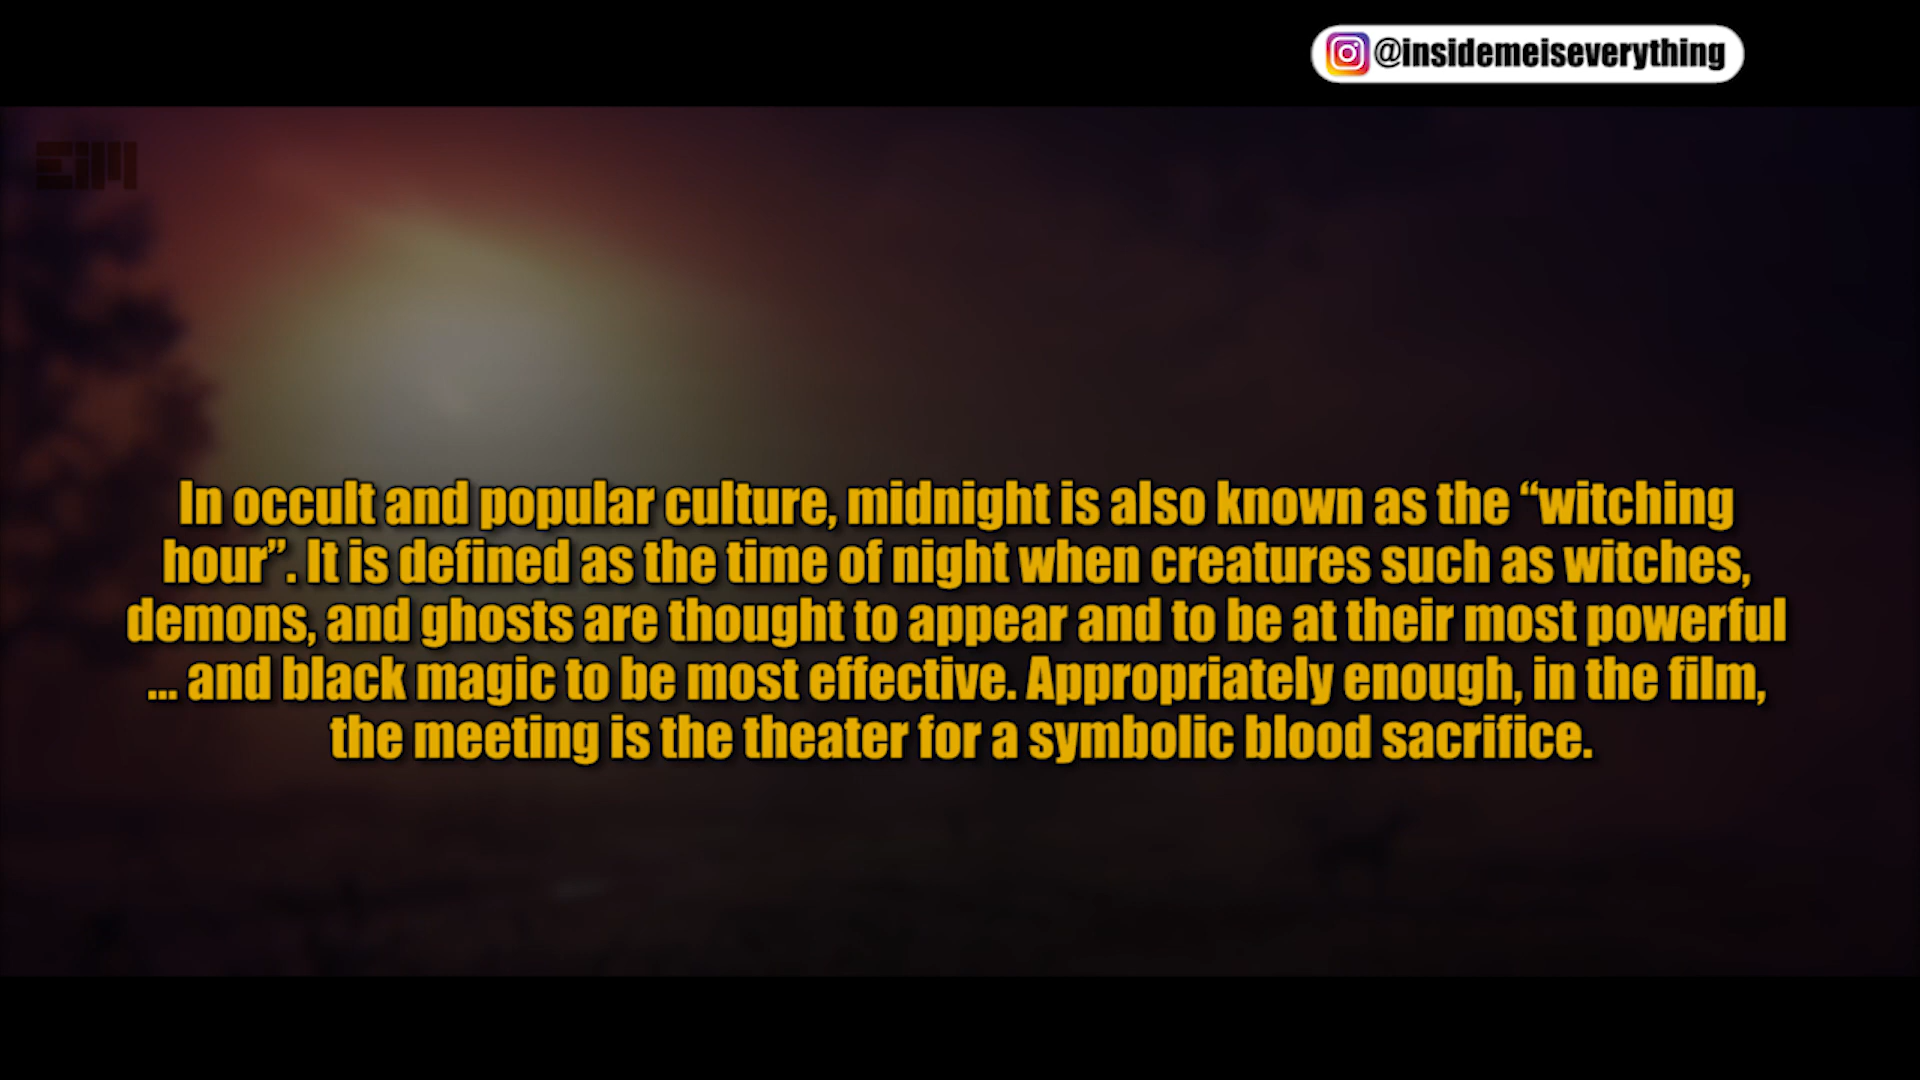 @insidemeiseverything
EiM
In occult and popular culture, midnight is also known as the “witching
hour”. It is defined as the time of night when creatures such as witches,
demons, and ghosts are thought to appear and to be at their most powerful
... and black magic to be most effective. Appropriately enough, in the film,
the meeting is the theater for a symbolic blood sacrifice.